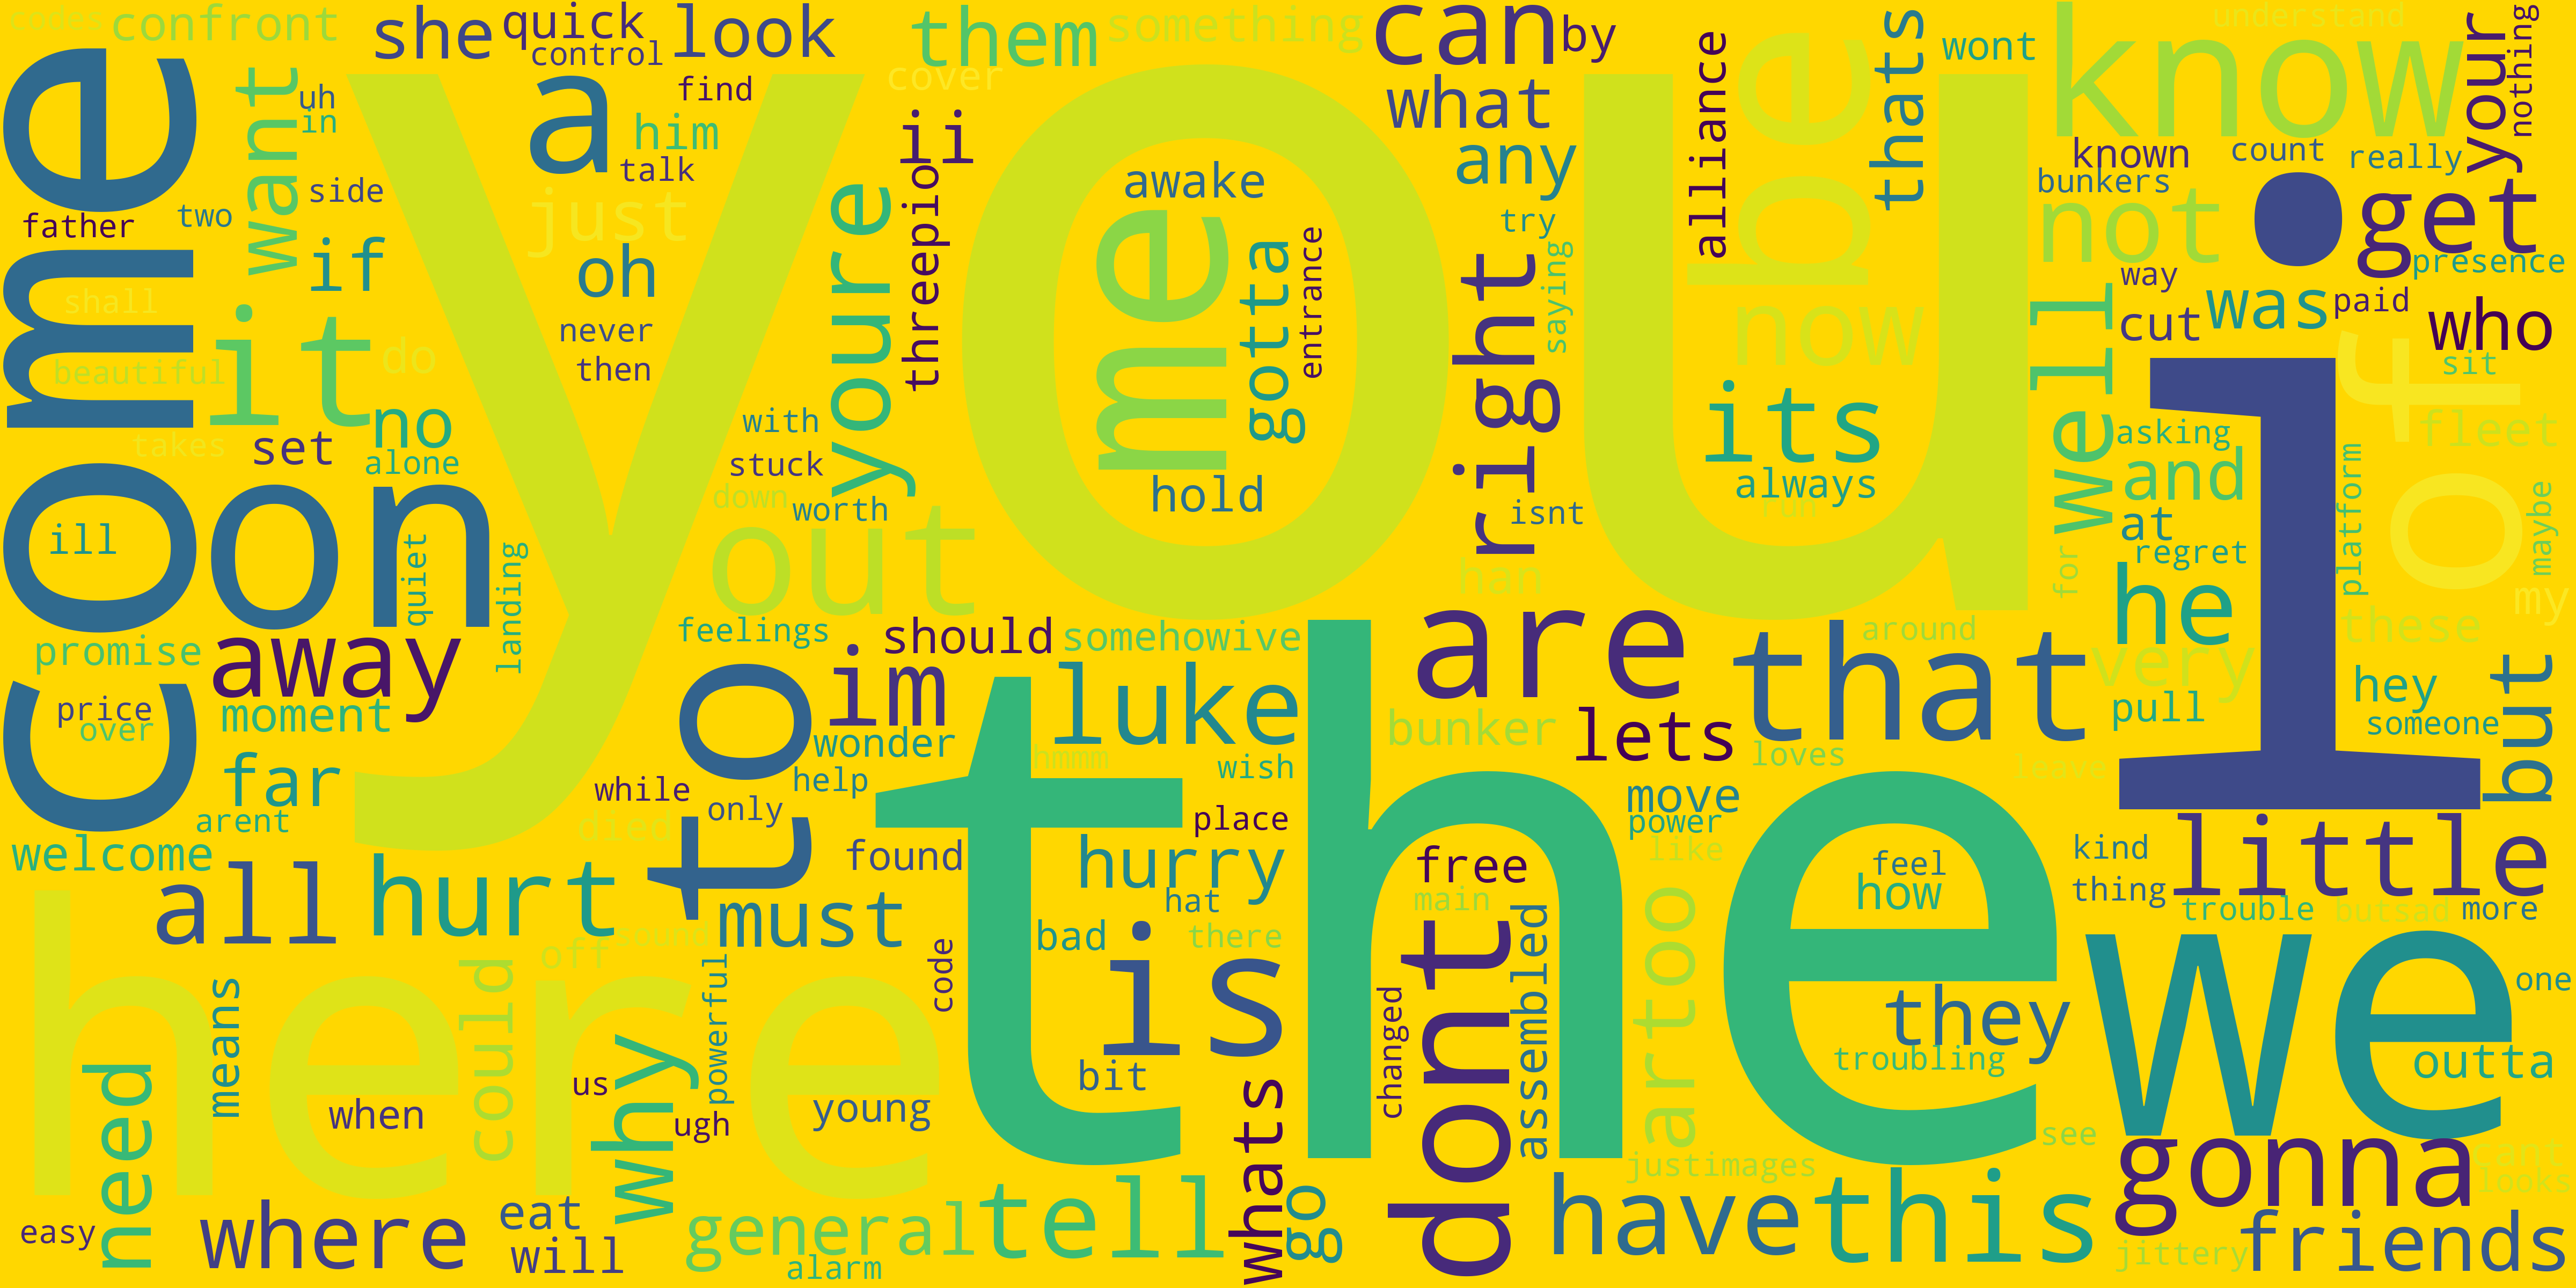 codes
confront
she
quick
control
look
them
something
can
by
what
any
alliance
be
thats
wont
know
understand
your
nothing
come
want
uh
in
a
find
him
talk
ii
cover
awake
me
gotta
entrance
try
saying
known
count
really
bunkers
not
get
presence
father
two
side
if
just
oh
your
youre
threepio
you
right
now
way
was
paid
who
cut
i
shall
beautiful
it
do
never
then
no
takes
set
alone
with
stuck
down
worth
hold
its
always
run
isnt
well
asking
and
at
regret
platform
of
sit
fleet
maybe
my
ill
on
quiet
landing
out
han
for
he
these
promise
away
feelings
should
somehowive
are
that
around
very
hey
price
over
moment
to
im
luke
bunker
lets
pull
someone
but
far
wonder
hmmm
wish
loves
leave
arent
while
help
only
place
move
power
like
little
welcome
died
found
hurry
hat
free
main
feel
how
kind
thing
trouble
butsad
more
all
hurt
off
sound
must
bad
there
the
dont
assembled
artoo
they
troubling
we
one
outta
here
could
means
why
powerful
code
is
bit
changed
need
when
us
ugh
young
whats
see
gonna
cant
looks
easy
where
eat
will
general
alarm
tell
go
justimages
have
this
jittery
friends